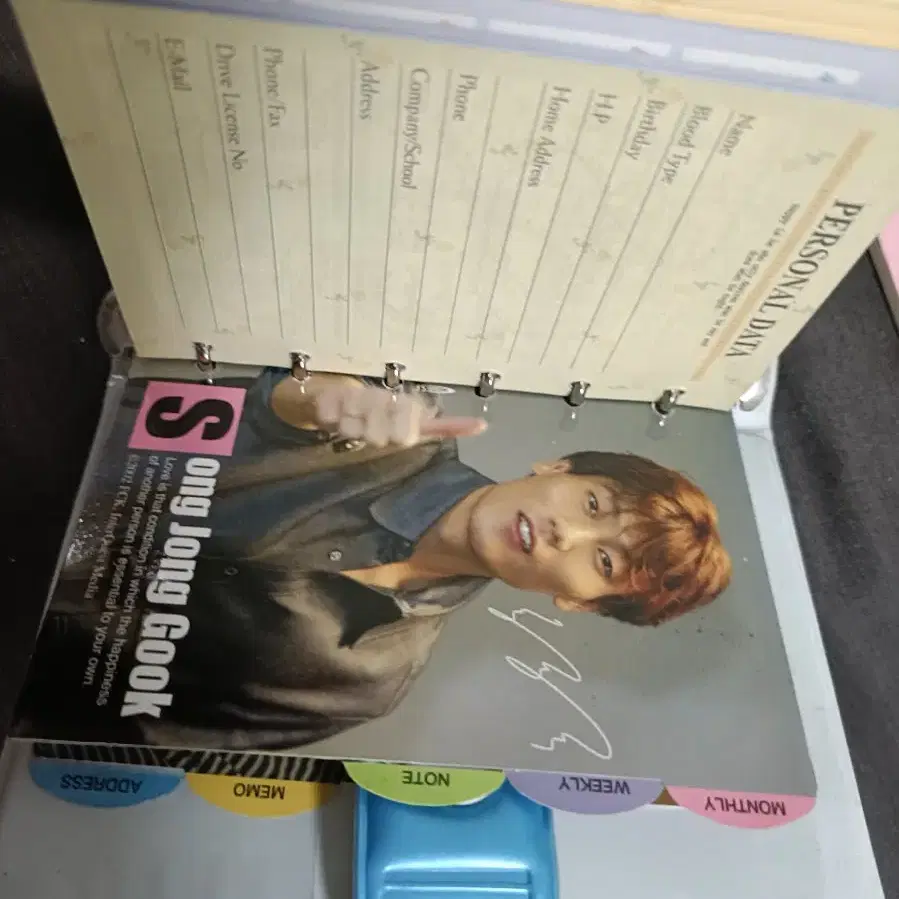 PERSONAL DATA
Name
Blood Type
Birthday
H.P
Home Address
Phone
Company/School
Address
Phone/Fax
Drive License No
E-Mail
Song Jong Gook
Love is that condition in which the happiness
of another person is essential to your own.
MONTHLY
WEEKLY
NOTE
MEMO
ADDRESS